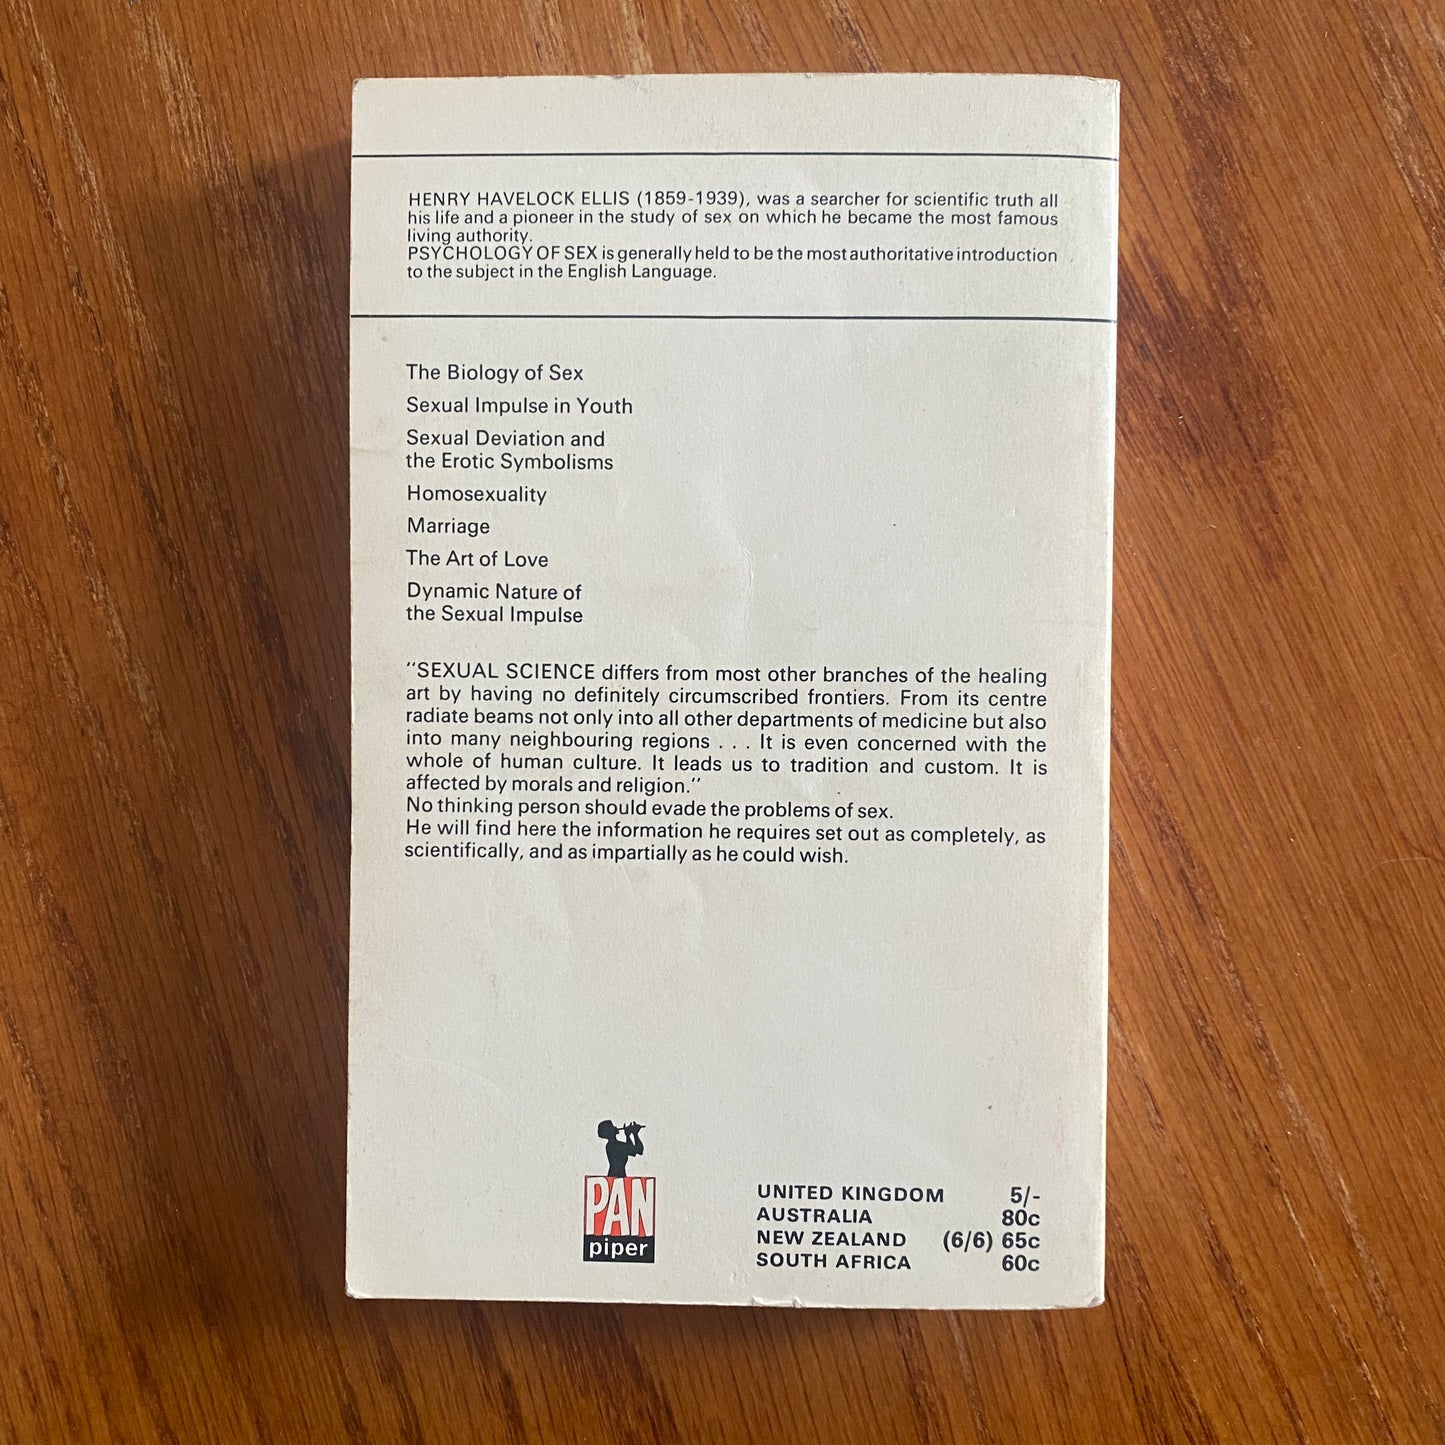 HENRY HAVELOCK ELLIS (1859-1939), was a searcher for scientific truth all
his life and a pioneer in the study of sex on which he became the most famous
living authority.
PSYCHOLOGY OF SEX is generally held to be the most authoritative introduction
to the subject in the English Language.
The Biology of Sex
Sexual Impulse in Youth
Sexual Deviation and
the Erotic Symbolisms
Homosexuality
Marriage
The Art of Love
Dynamic Nature of
the Sexual Impulse
"SEXUAL SCIENCE differs from most other branches of the healing
art by having no definitely circumscribed frontiers. From its centre
radiate beams not only into all other departments of medicine but also
into many neighbouring regions . . . It is even concerned with the
whole of human culture. It leads us to tradition and custom. It is
affected by morals and religion."
No thinking person should evade the problems of sex.
He will find here the information he requires set out as completely, as
scientifically, and as impartially as he could wish.
PAN
piper
UNITED KINGDOM 5/-
AUSTRALIA 80c
NEW ZEALAND (6/6) 65c
SOUTH AFRICA 60c